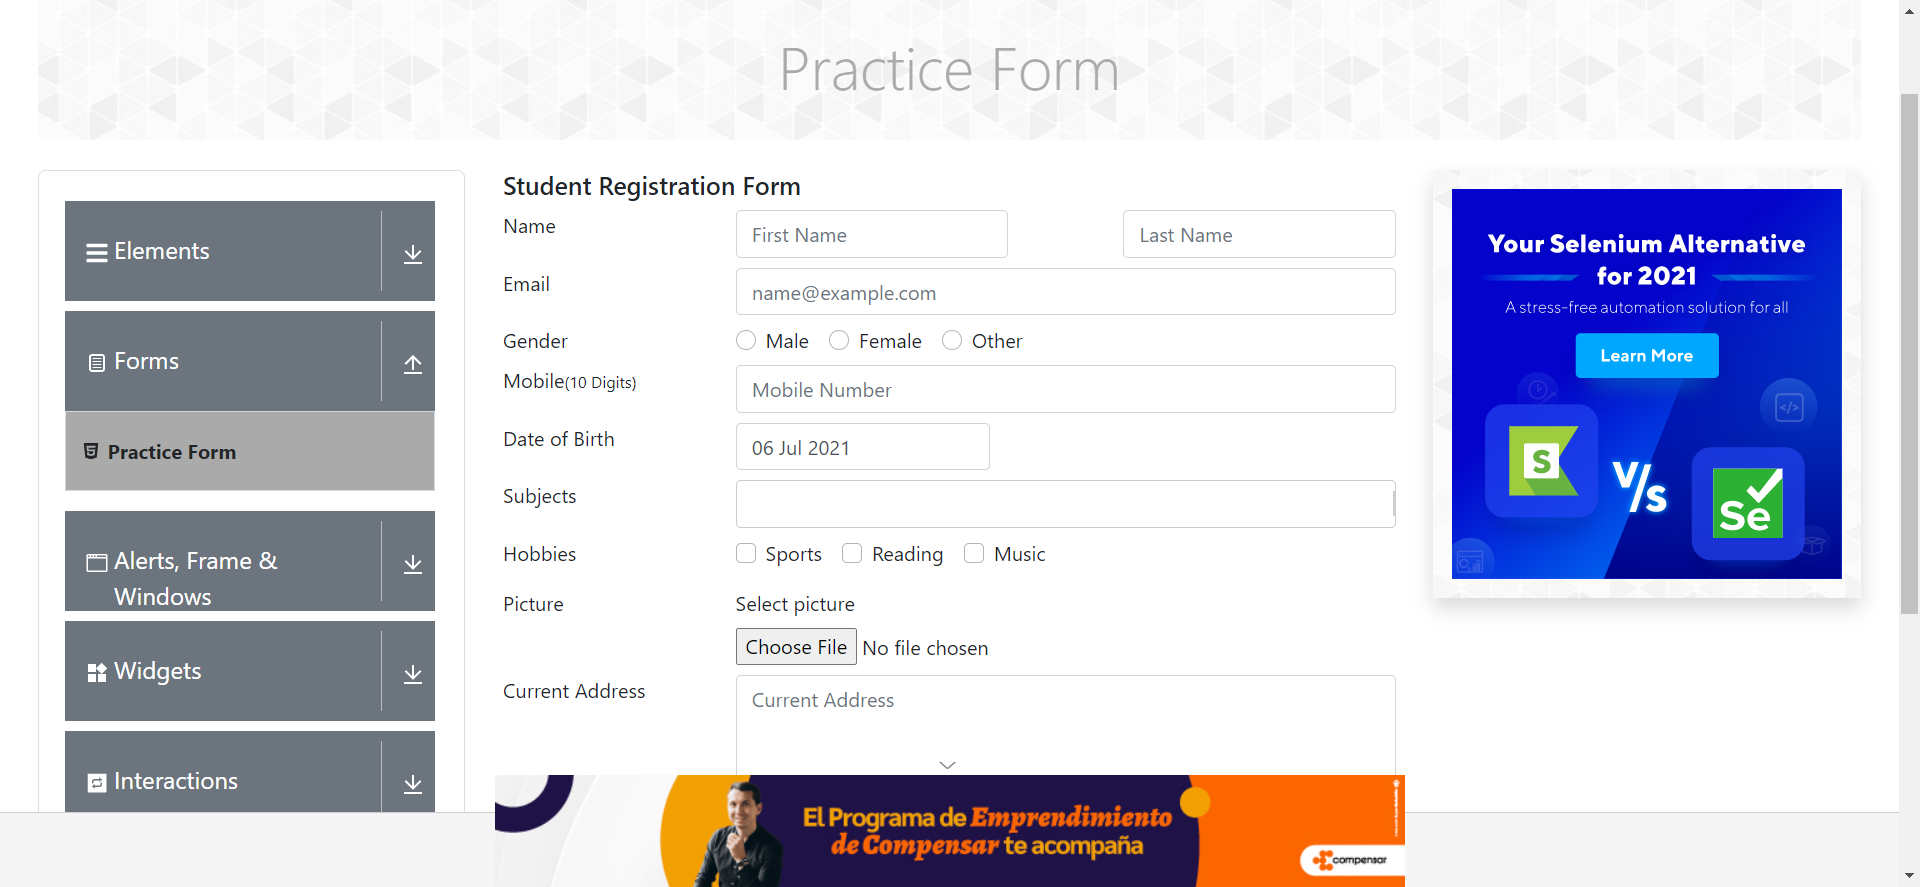 Practice Form
Elements
Forms
Practice Form
Alerts, Frame &
Windows
Widgets
Interactions
Student Registration Form
Name
First Name
Last Name
Email
name@example.com
Gender
Male
Female
Other
Mobile(10 Digits)
Mobile Number
Date of Birth
06 Jul 2021
Subjects
Hobbies
Sports
Reading
Music
Picture
Select picture
Choose File
No file chosen
Current Address
Current Address
Your Selenium Alternative
for 2021
A stress-free automation solution for all
Learn More
S
V/S
Se
El Programa de Emprendimiento
de Compensar te acompaña
compensar